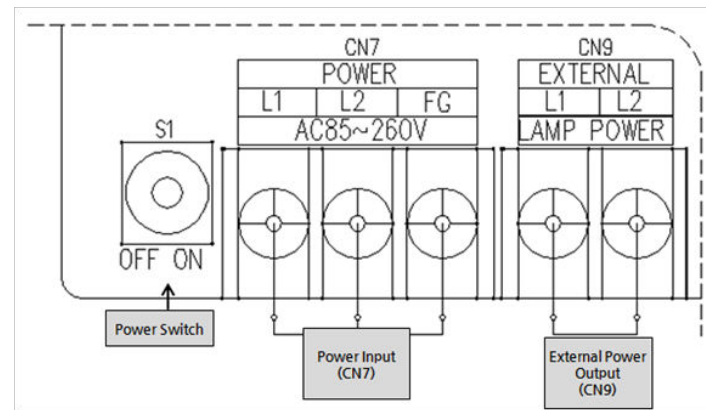 CN7
POWER
L1 L2 FG
AC85~260V
CN9
EXTERNAL
L1 L2
LAMP POWER
S1
OFF ON
Power Switch
Power Input
(CN7)
External Power
Output
(CN9)